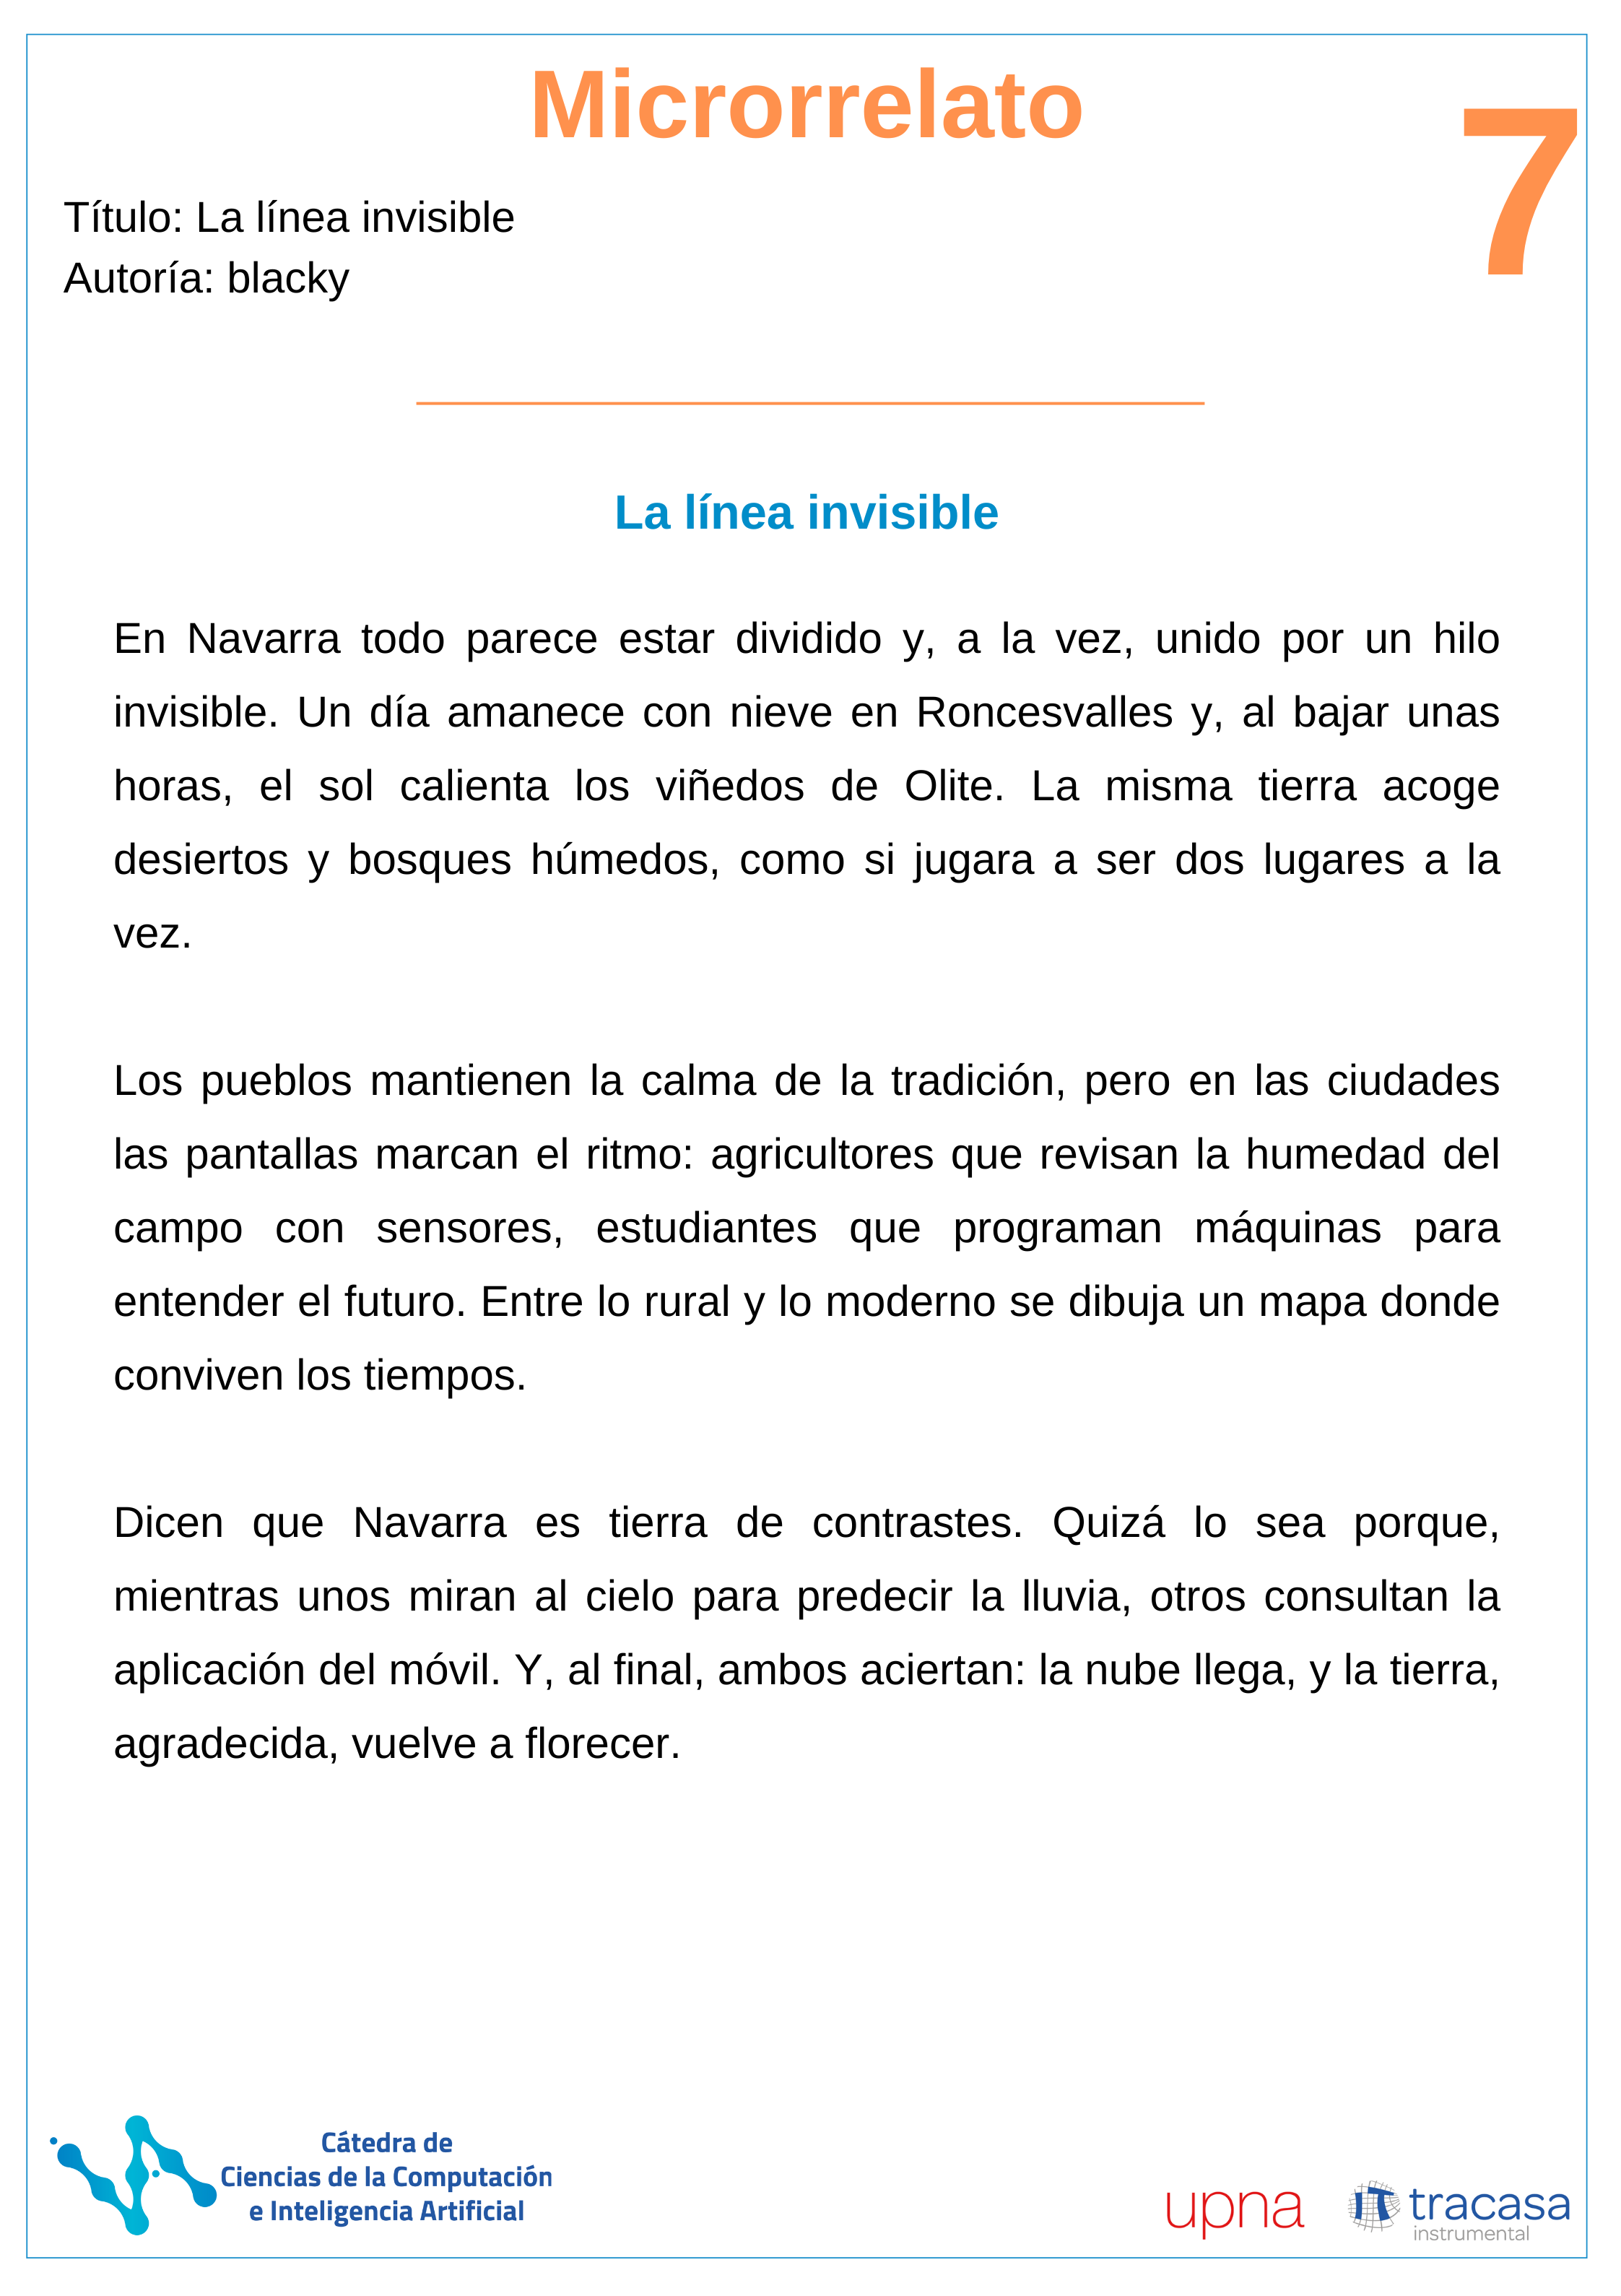 Microrrelato
7
Título: La línea invisible
Autoría: blacky
La línea invisible
En Navarra todo parece estar dividido y, a la vez, unido por un hilo
invisible. Un día amanece con nieve en Roncesvalles y, al bajar unas
horas, el sol calienta los viñedos de Olite. La misma tierra acoge
desiertos y bosques húmedos, como si jugara a ser dos lugares a la
vez.
Los pueblos mantienen la calma de la tradición, pero en las ciudades
las pantallas marcan el ritmo: agricultores que revisan la humedad del
campo con sensores, estudiantes que programan máquinas para
entender el futuro. Entre lo rural y lo moderno se dibuja un mapa donde
conviven los tiempos.
Dicen que Navarra es tierra de contrastes. Quizá lo sea porque,
mientras unos miran al cielo para predecir la lluvia, otros consultan la
aplicación del móvil. Y, al final, ambos aciertan: la nube llega, y la tierra,
agradecida, vuelve a florecer.
Cátedra de
Ciencias de la Computación
e Inteligencia Artificial
upna
iT tracasa
instrumental